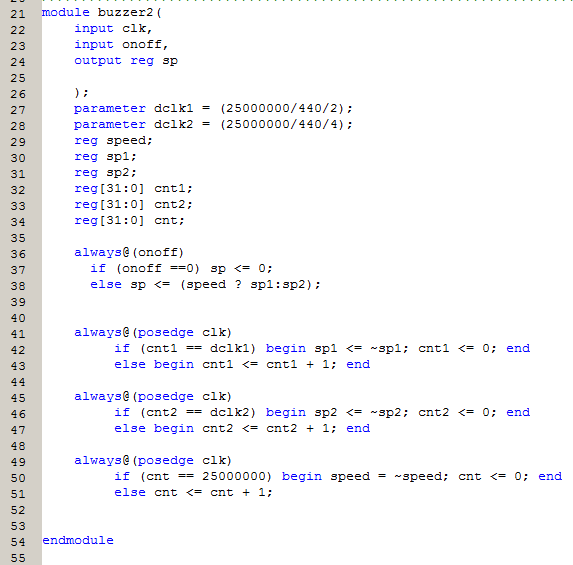 21 module buzzer2(
22 input clk,
23 input onoff,
24 output reg sp
25
26 );
27 parameter dclk1 = (25000000/440/2);
28 parameter dclk2 = (25000000/440/4);
29 reg speed;
30 reg sp1;
31 reg sp2;
32 reg[31:0] cnt1;
33 reg[31:0] cnt2;
34 reg[31:0] cnt;
35
36 always@(onoff)
37 if (onoff ==0) sp <= 0;
38 else sp <= (speed ? sp1:sp2);
39
40
41 always@(posedge clk)
42 if (cnt1 == dclk1) begin sp1 <= ~sp1; cnt1 <= 0; end
43 else begin cnt1 <= cnt1 + 1; end
44
45 always@(posedge clk)
46 if (cnt2 == dclk2) begin sp2 <= ~sp2; cnt2 <= 0; end
47 else begin cnt2 <= cnt2 + 1; end
48
49 always@(posedge clk)
50 if (cnt == 25000000) begin speed = ~speed; cnt <= 0; end
51 else cnt <= cnt + 1;
52
53
54 endmodule
55